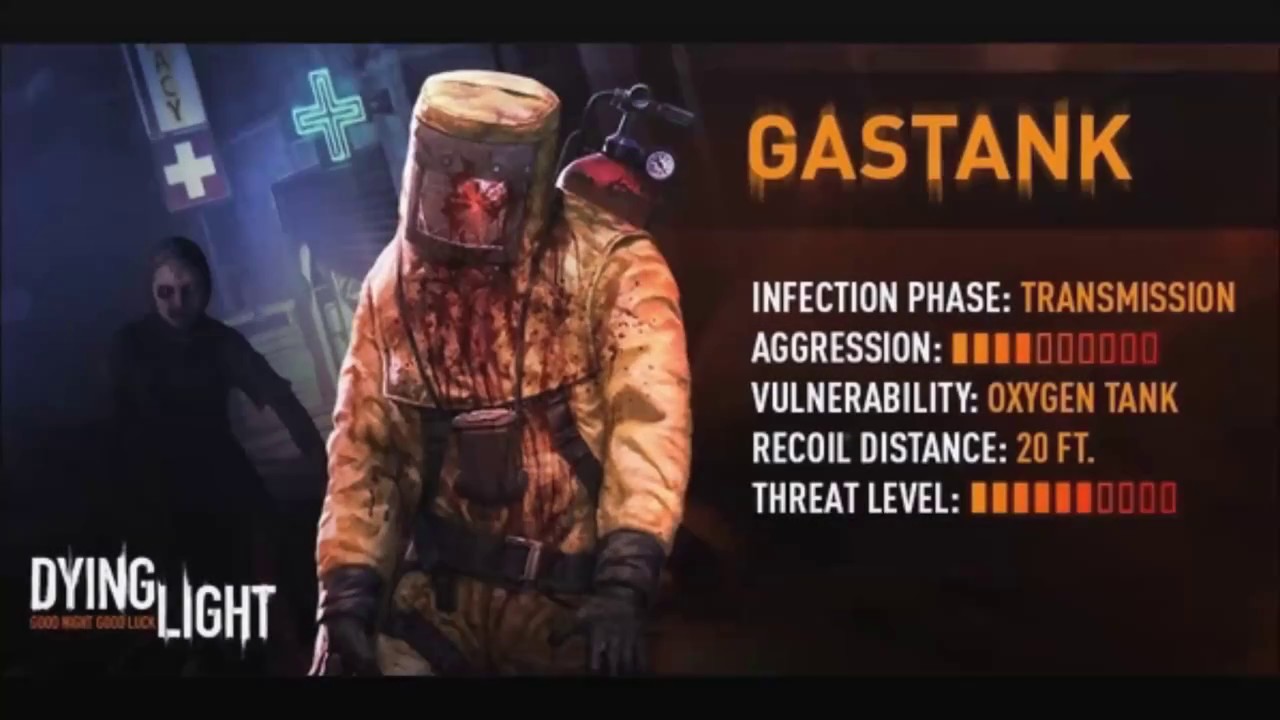 ACY
GASTANK
INFECTION PHASE: TRANSMISSION
AGGRESSION:
VULNERABILITY: OXYGEN TANK
RECOIL DISTANCE: 20 FT.
THREAT LEVEL:
DYING
LIGHT
GOOD NIGHT GOOD LUCK